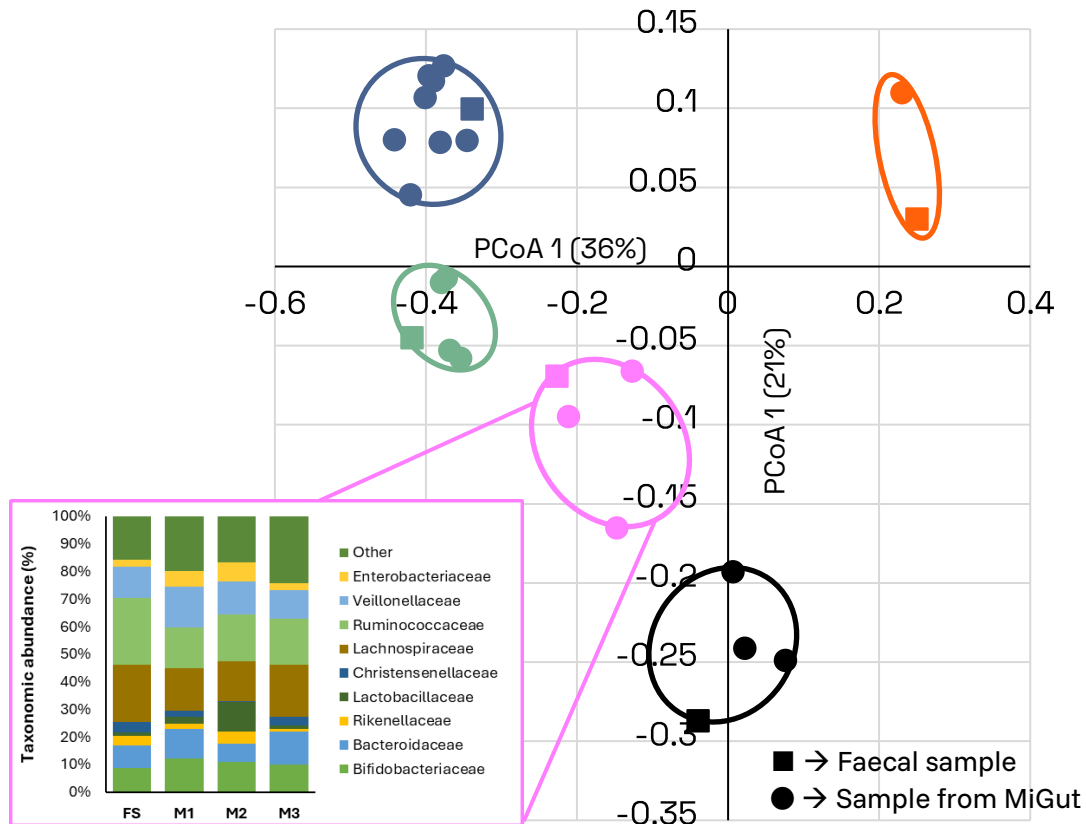 0.15
0.1
0.05
PCoA 1 (36%)
0
-0.6
-0.4
-0.2
0
0.2
0.4
-0.05
-0.1
-0.15
-0.2
-0.25
-0.3
-0.35
PCoA 1 (21%)
Taxonomic abundance (%)
100%
90%
80%
70%
60%
50%
40%
30%
20%
10%
0%
FS M1 M2 M3
Other
Enterobacteriaceae
Veillonellaceae
Ruminococcaceae
Lachnospiraceae
Christensenellaceae
Lactobacillaceae
Rikenellaceae
Bacteroidaceae
Bifidobacteriaceae
→ Faecal sample
→ Sample from MiGut